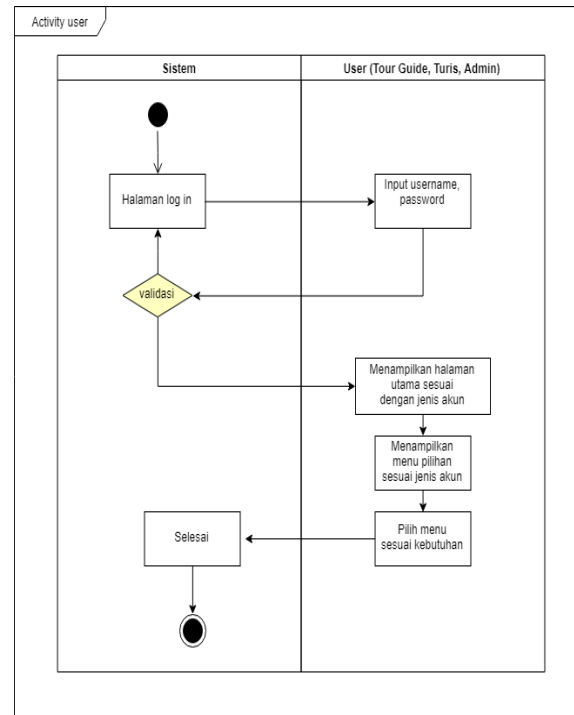 Activity user
Sistem
User (Tour Guide, Turis, Admin)
Halaman log in
Input username,
password
validasi
Menampilkan halaman
utama sesuai
dengan jenis akun
Menampilkan
menu pilihan
sesuai jenis akun
Pilih menu
sesuai kebutuhan
Selesai